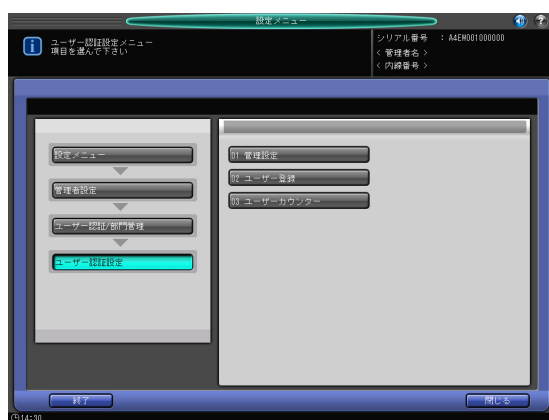 設定メニュー
ユーザー認証設定メニュー
項目を選んで下さい
シリアル番号 : A4EW001000000
< 管理者名 >
< 内線番号 >
設定メニュー
管理者設定
ユーザー認証/部門管理
ユーザー認証設定
01 管理設定
02 ユーザー登録
03 ユーザーカウンター
終了
閉じる
14:30